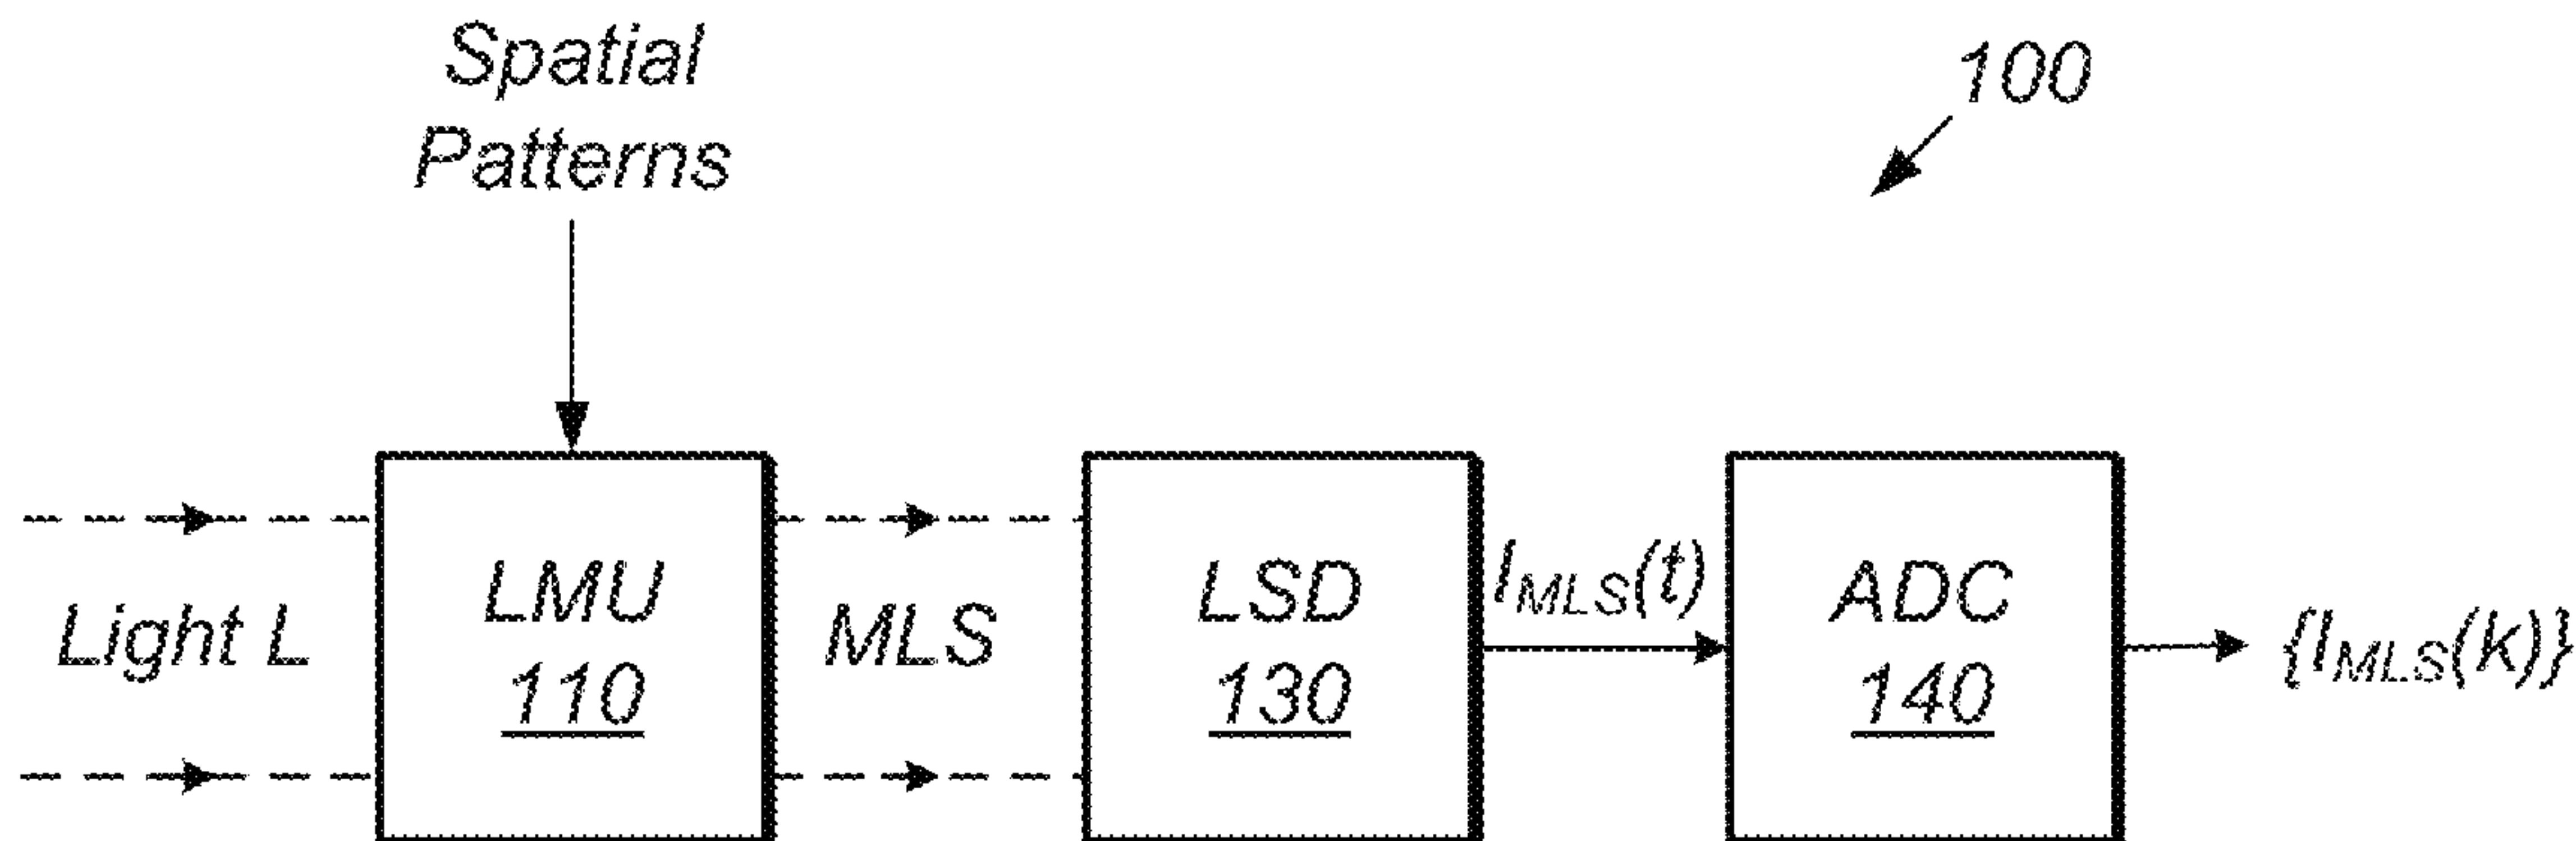 Spatial
Patterns
100
Light L
LMU
110
MLS
LSD
130
I_MLS(t)
ADC
140
{I_MLS(k)}